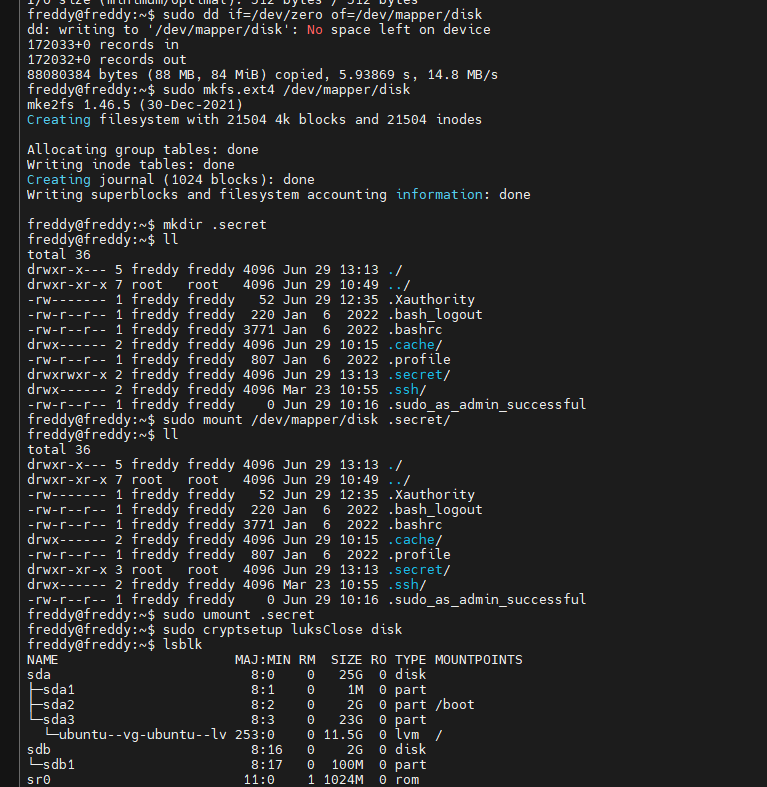 freddy@freddy:~$ sudo dd if=/dev/zero of=/dev/mapper/disk
dd: writing to '/dev/mapper/disk': No space left on device
172033+0 records in
172032+0 records out
88080384 bytes (88 MB, 84 MiB) copied, 5.93869 s, 14.8 MB/s
freddy@freddy:~$ sudo mkfs.ext4 /dev/mapper/disk
mke2fs 1.46.5 (30-Dec-2021)
Creating filesystem with 21504 4k blocks and 21504 inodes

Allocating group tables: done
Writing inode tables: done
Creating journal (1024 blocks): done
Writing superblocks and filesystem accounting information: done

freddy@freddy:~$ mkdir .secret
freddy@freddy:~$ ll
total 36
drwxr-x--- 5 freddy freddy 4096 Jun 29 13:13 ./
drwxr-xr-x 7 root   root   4096 Jun 29 10:49 ../
-rw------- 1 freddy freddy   52 Jun 29 12:35 .Xauthority
-rw-r--r-- 1 freddy freddy  220 Jan  6  2022 .bash_logout
-rw-r--r-- 1 freddy freddy 3771 Jan  6  2022 .bashrc
drwx------ 2 freddy freddy 4096 Jun 29 10:15 .cache/
-rw-r--r-- 1 freddy freddy  807 Jan  6  2022 .profile
drwxrwxr-x 2 freddy freddy 4096 Jun 29 13:13 .secret/
drwx------ 2 freddy freddy 4096 Mar 23 10:55 .ssh/
-rw-r--r-- 1 freddy freddy    0 Jun 29 10:16 .sudo_as_admin_successful
freddy@freddy:~$ sudo mount /dev/mapper/disk .secret/
freddy@freddy:~$ ll
total 36
drwxr-x--- 5 freddy freddy 4096 Jun 29 13:13 ./
drwxr-xr-x 7 root   root   4096 Jun 29 10:49 ../
-rw------- 1 freddy freddy   52 Jun 29 12:35 .Xauthority
-rw-r--r-- 1 freddy freddy  220 Jan  6  2022 .bash_logout
-rw-r--r-- 1 freddy freddy 3771 Jan  6  2022 .bashrc
drwx------ 2 freddy freddy 4096 Jun 29 10:15 .cache/
-rw-r--r-- 1 freddy freddy  807 Jan  6  2022 .profile
drwxr-xr-x 3 root   root   4096 Jun 29 13:13 .secret/
drwx------ 2 freddy freddy 4096 Mar 23 10:55 .ssh/
-rw-r--r-- 1 freddy freddy    0 Jun 29 10:16 .sudo_as_admin_successful
freddy@freddy:~$ sudo umount .secret
freddy@freddy:~$ sudo cryptsetup luksClose disk
freddy@freddy:~$ lsblk
NAME                      MAJ:MIN RM  SIZE RO TYPE MOUNTPOINTS
sda                         8:0    0   25G  0 disk
├─sda1                      8:1    0    1M  0 part
├─sda2                      8:2    0    2G  0 part /boot
└─sda3                      8:3    0   23G  0 part
  └─ubuntu--vg-ubuntu--lv 253:0    0 11.5G  0 lvm  /
sdb                         8:16   0    2G  0 disk
└─sdb1                      8:17   0  100M  0 part
sr0                        11:0    1 1024M  0 rom